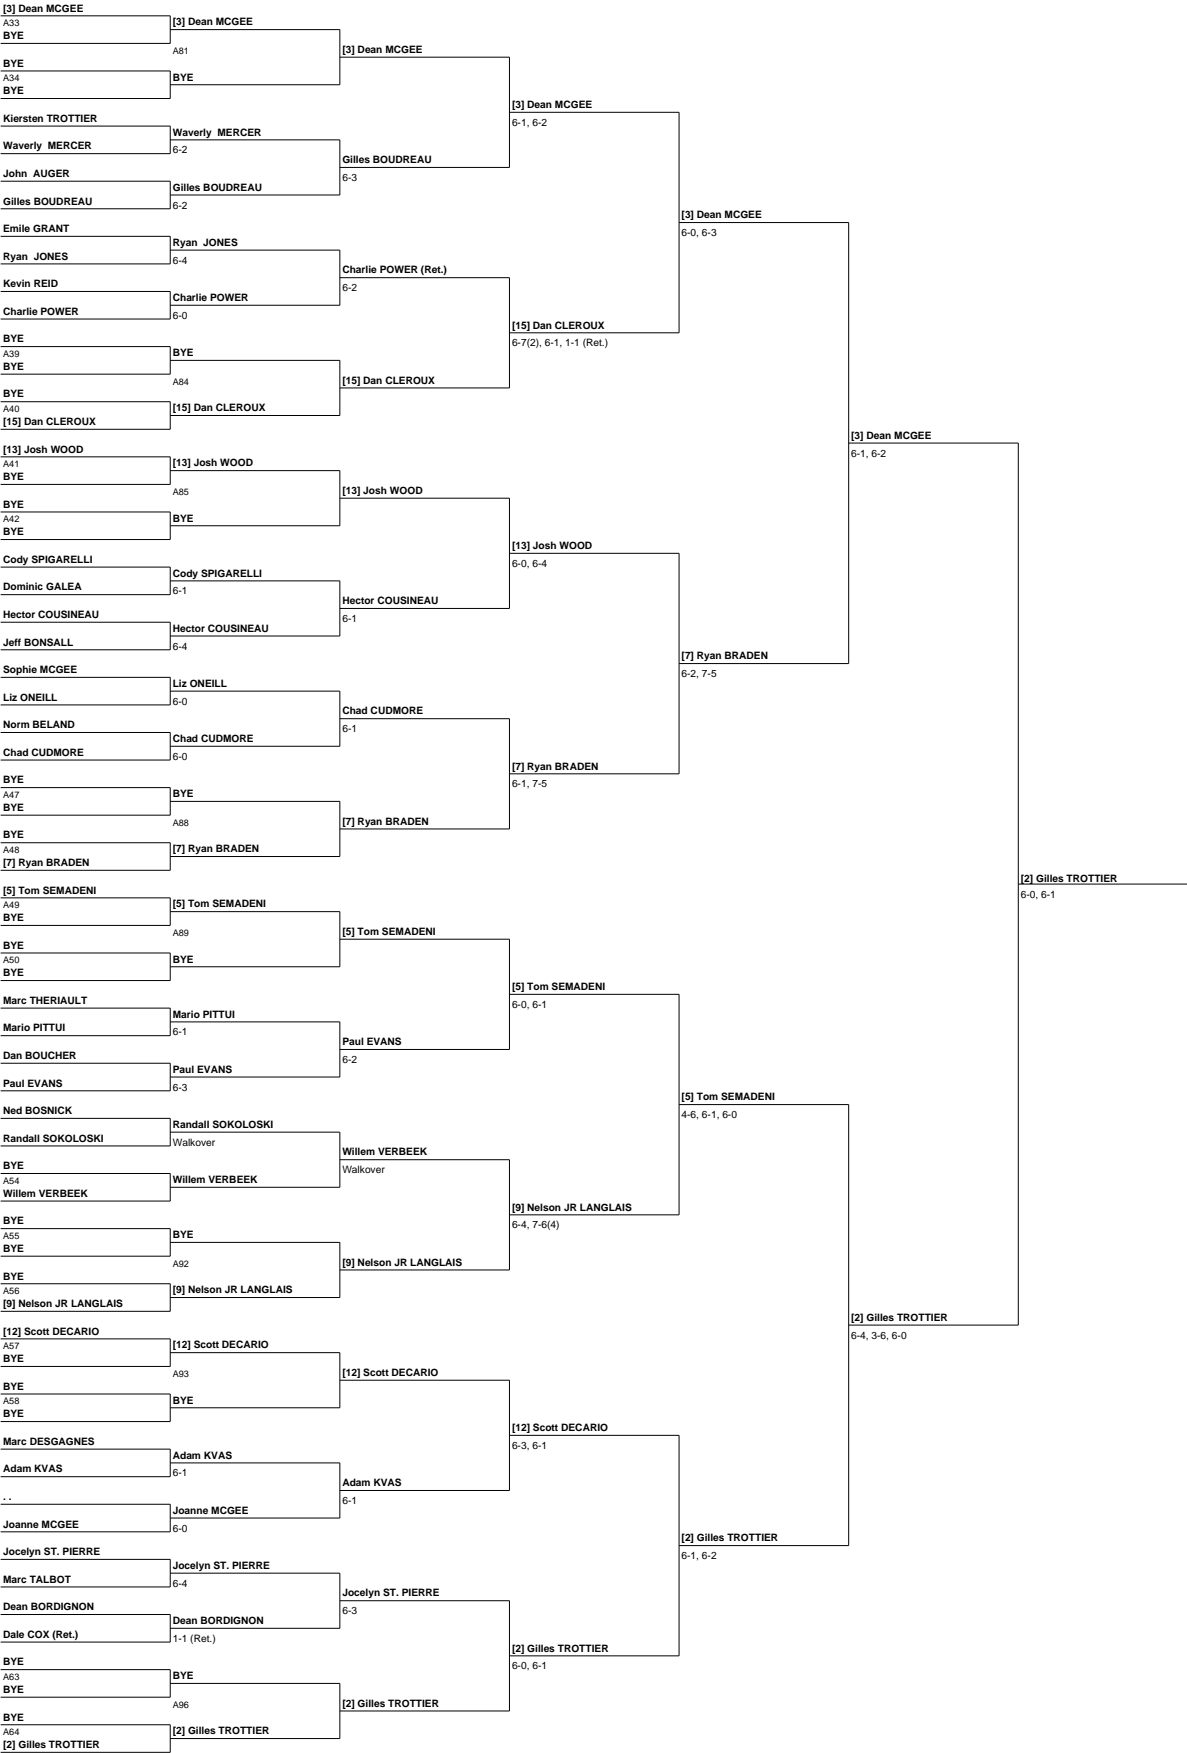 [3] Dean MCGEE
A33
BYE
BYE
A34
BYE
Kiersten TROTTIER
Waverly  MERCER
John  AUGER
Gilles BOUDREAU
Emile GRANT
Ryan  JONES
Kevin REID
Charlie POWER
BYE
A39
BYE
BYE
A40
[15] Dan CLEROUX
[13] Josh WOOD
A41
BYE
BYE
A42
BYE
Cody SPIGARELLI
Dominic GALEA
Hector COUSINEAU
Jeff BONSALL
Sophie MCGEE
Liz ONEILL
Norm BELAND
Chad CUDMORE
BYE
A47
BYE
BYE
A48
[7] Ryan BRADEN
[5] Tom SEMADENI
A49
BYE
BYE
A50
BYE
Marc THERIAULT
Mario PITTUI
Dan BOUCHER
Paul EVANS
Ned BOSNICK
Randall SOKOLOSKI
BYE
A54
Willem VERBEEK
BYE
A55
BYE
BYE
A56
[9] Nelson JR LANGLAIS
[12] Scott DECARIO
A57
BYE
BYE
A58
BYE
Marc DESGAGNES
Adam KVAS
. .
Joanne MCGEE
Jocelyn ST. PIERRE
Marc TALBOT
Dean BORDIGNON
Dale COX (Ret.)
BYE
A63
BYE
BYE
A64
[2] Gilles TROTTIER
[3] Dean MCGEE
A81
BYE
Waverly  MERCER
6-2
Gilles BOUDREAU
6-2
Ryan  JONES
6-4
Charlie POWER
6-0
BYE
A84
[15] Dan CLEROUX
[13] Josh WOOD
A85
BYE
Cody SPIGARELLI
6-1
Hector COUSINEAU
6-4
Liz ONEILL
6-0
Chad CUDMORE
6-0
BYE
A88
[7] Ryan BRADEN
[5] Tom SEMADENI
A89
BYE
Mario PITTUI
6-1
Paul EVANS
6-3
Randall SOKOLOSKI
Walkover
Willem VERBEEK
BYE
A92
[9] Nelson JR LANGLAIS
[12] Scott DECARIO
A93
BYE
Adam KVAS
6-1
Joanne MCGEE
6-0
Jocelyn ST. PIERRE
6-4
Dean BORDIGNON
1-1 (Ret.)
BYE
A96
[2] Gilles TROTTIER
[3] Dean MCGEE
Gilles BOUDREAU
6-3
Charlie POWER (Ret.)
6-2
[15] Dan CLEROUX
[13] Josh WOOD
Hector COUSINEAU
6-1
Chad CUDMORE
6-1
[7] Ryan BRADEN
[5] Tom SEMADENI
Paul EVANS
6-2
Willem VERBEEK
Walkover
[9] Nelson JR LANGLAIS
[12] Scott DECARIO
Adam KVAS
6-1
Jocelyn ST. PIERRE
6-3
[2] Gilles TROTTIER
[3] Dean MCGEE
6-1, 6-2
[15] Dan CLEROUX
6-7(2), 6-1, 1-1 (Ret.)
[13] Josh WOOD
6-0, 6-4
[7] Ryan BRADEN
6-1, 7-5
[5] Tom SEMADENI
6-0, 6-1
[9] Nelson JR LANGLAIS
6-4, 7-6(4)
[12] Scott DECARIO
6-3, 6-1
[2] Gilles TROTTIER
6-0, 6-1
[3] Dean MCGEE
6-0, 6-3
[7] Ryan BRADEN
6-2, 7-5
[5] Tom SEMADENI
4-6, 6-1, 6-0
[2] Gilles TROTTIER
6-1, 6-2
[3] Dean MCGEE
6-1, 6-2
[2] Gilles TROTTIER
6-4, 3-6, 6-0
[2] Gilles TROTTIER
6-0, 6-1